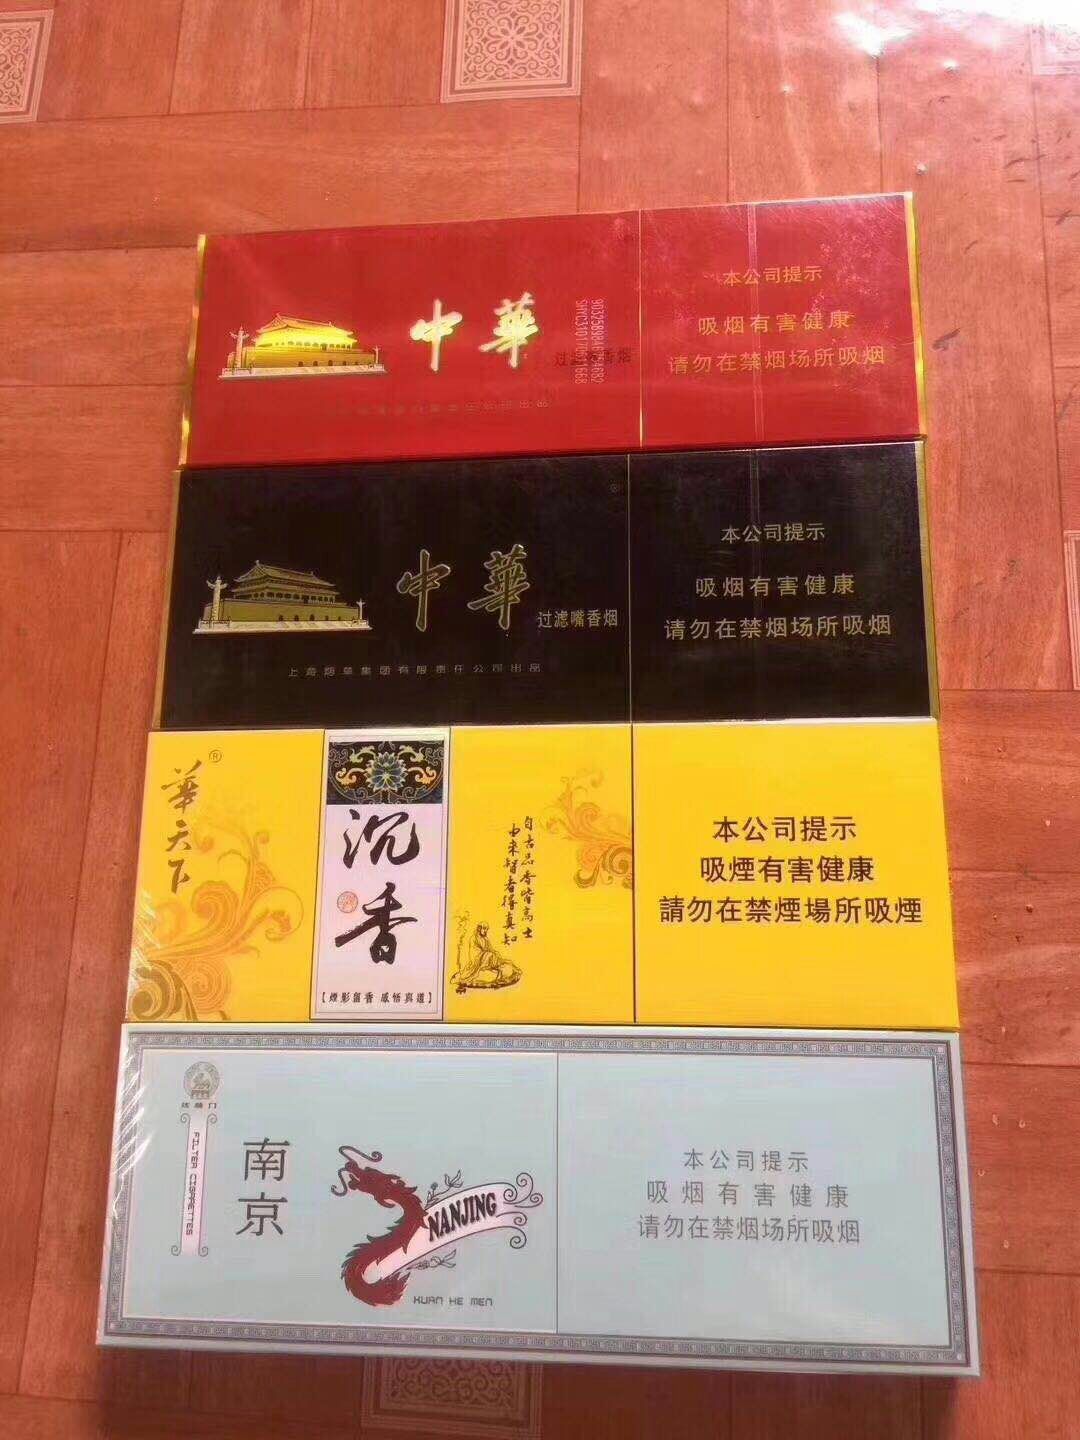 中華
过滤嘴香烟
本公司提示
吸烟有害健康
请勿在禁烟场所吸烟
中華
过滤嘴香烟
上海烟草集团有限责任公司出品
本公司提示
吸烟有害健康
请勿在禁烟场所吸烟
華天下
®
沉
香
【煙彩留香 感悟真道】
自古品香皆高士
由来智者得真知
本公司提示
吸煙有害健康
請勿在禁煙場所吸煙
炫赫门
FILTER CIGARETTES
南京
NANJING
XUAN HE MEN
本公司提示
吸烟有害健康
请勿在禁烟场所吸烟